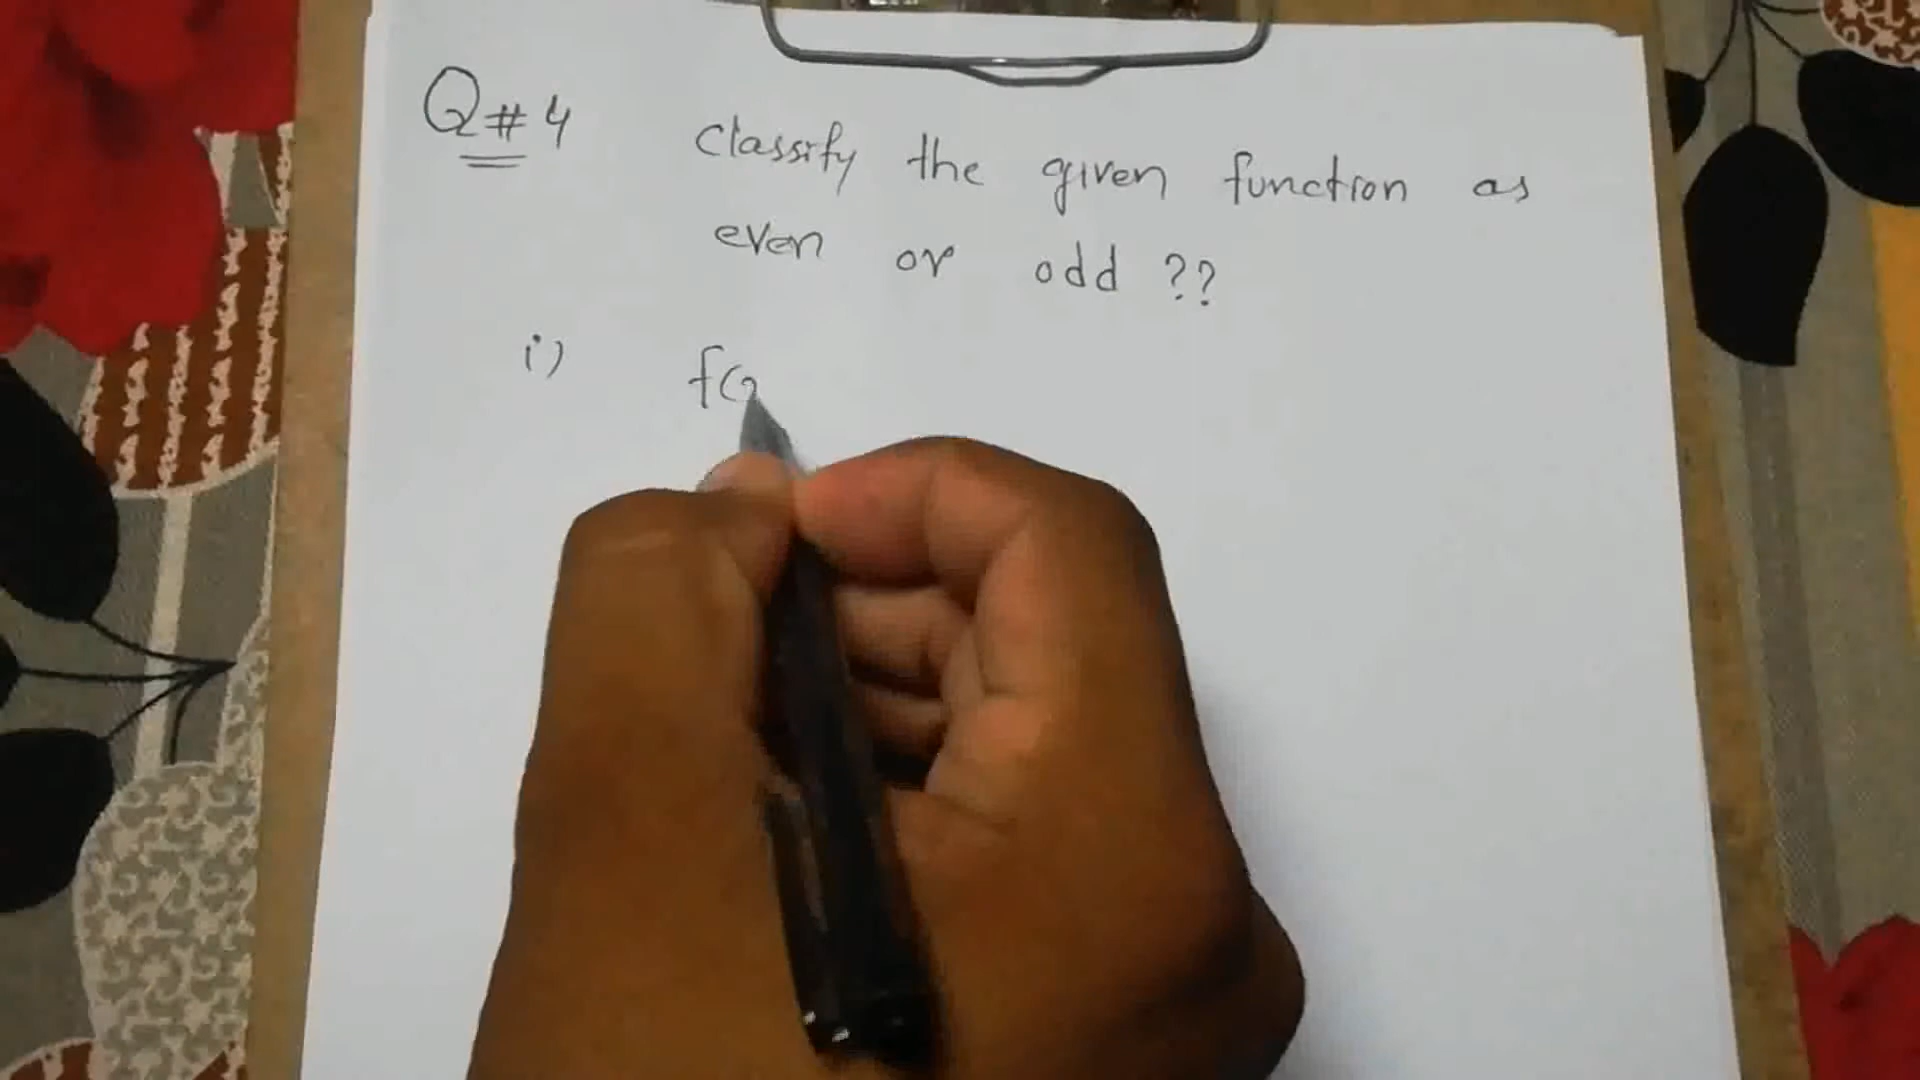 Q# 4
Classify the given function as
even or odd ??
i) f(